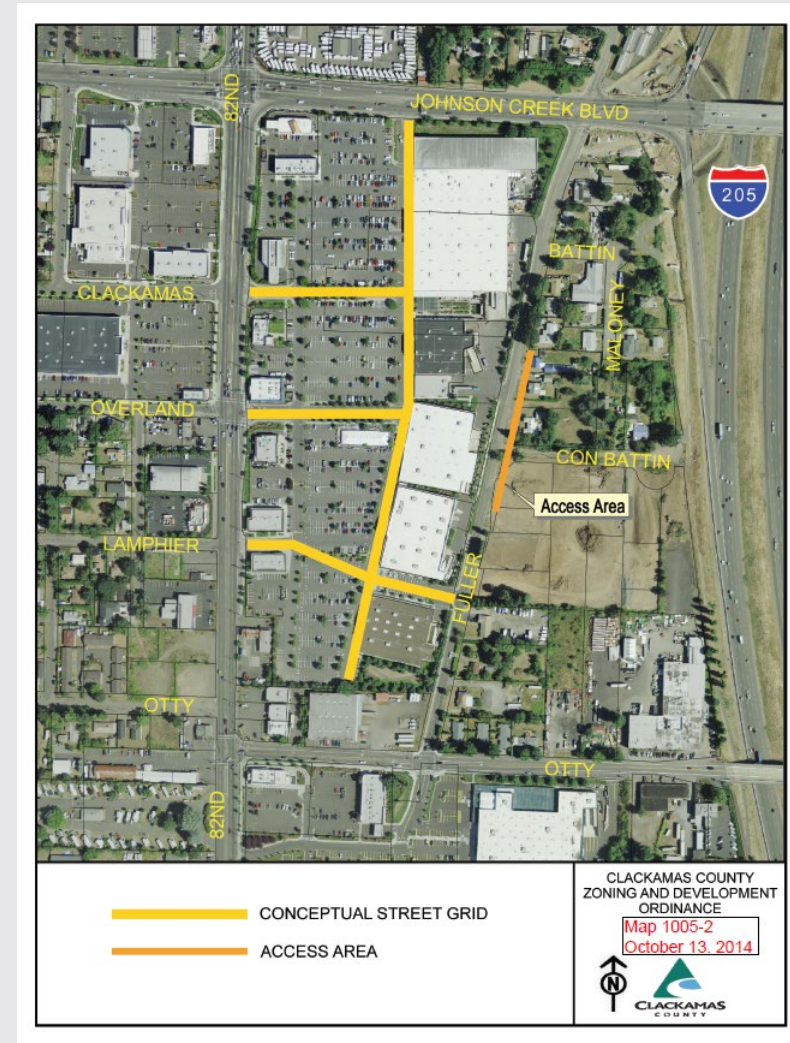 82ND
JOHNSON CREEK BLVD
205
BATTIN
CLACKAMAS
MALONEY
OVERLAND
CON BATTIN
Access Area
LAMPHIER
FULLER
OTTY
OTTY
82ND
CONCEPTUAL STREET GRID
ACCESS AREA
CLACKAMAS COUNTY
ZONING AND DEVELOPMENT
ORDINANCE
Map 1005-2
October 13. 2014
N
CLACKAMAS
COUNTY